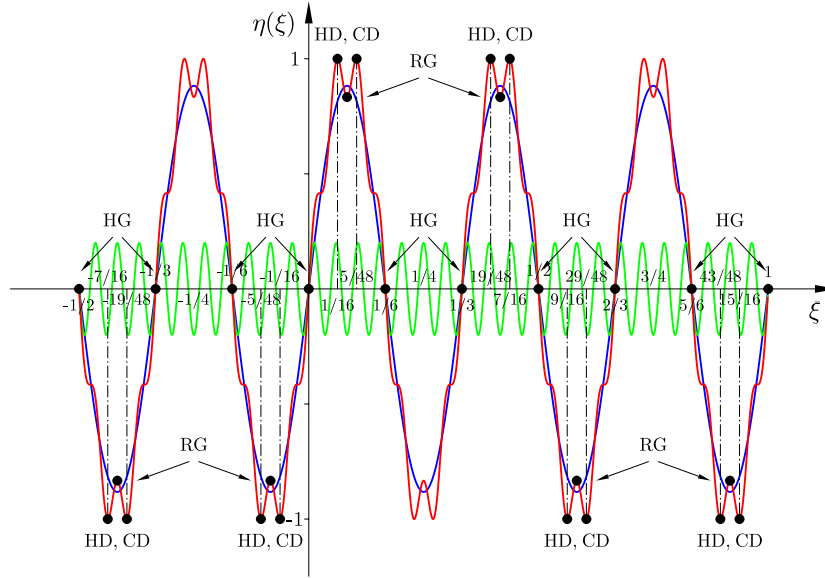 η(ξ)
HD, CD HD, CD
1
RG RG
HG HG HG HG HG
-7/16 -1/3 -1/6 -1/16 5/48 1/4 19/48 1/2 29/48 3/4 43/48 1
-1/2 -19/48 -1/4 -5/48 1/16 1/6 1/3 7/16 9/16 2/3 5/6 15/16 ξ
RG RG RG
-1
HD, CD HD, CD HD, CD HD, CD